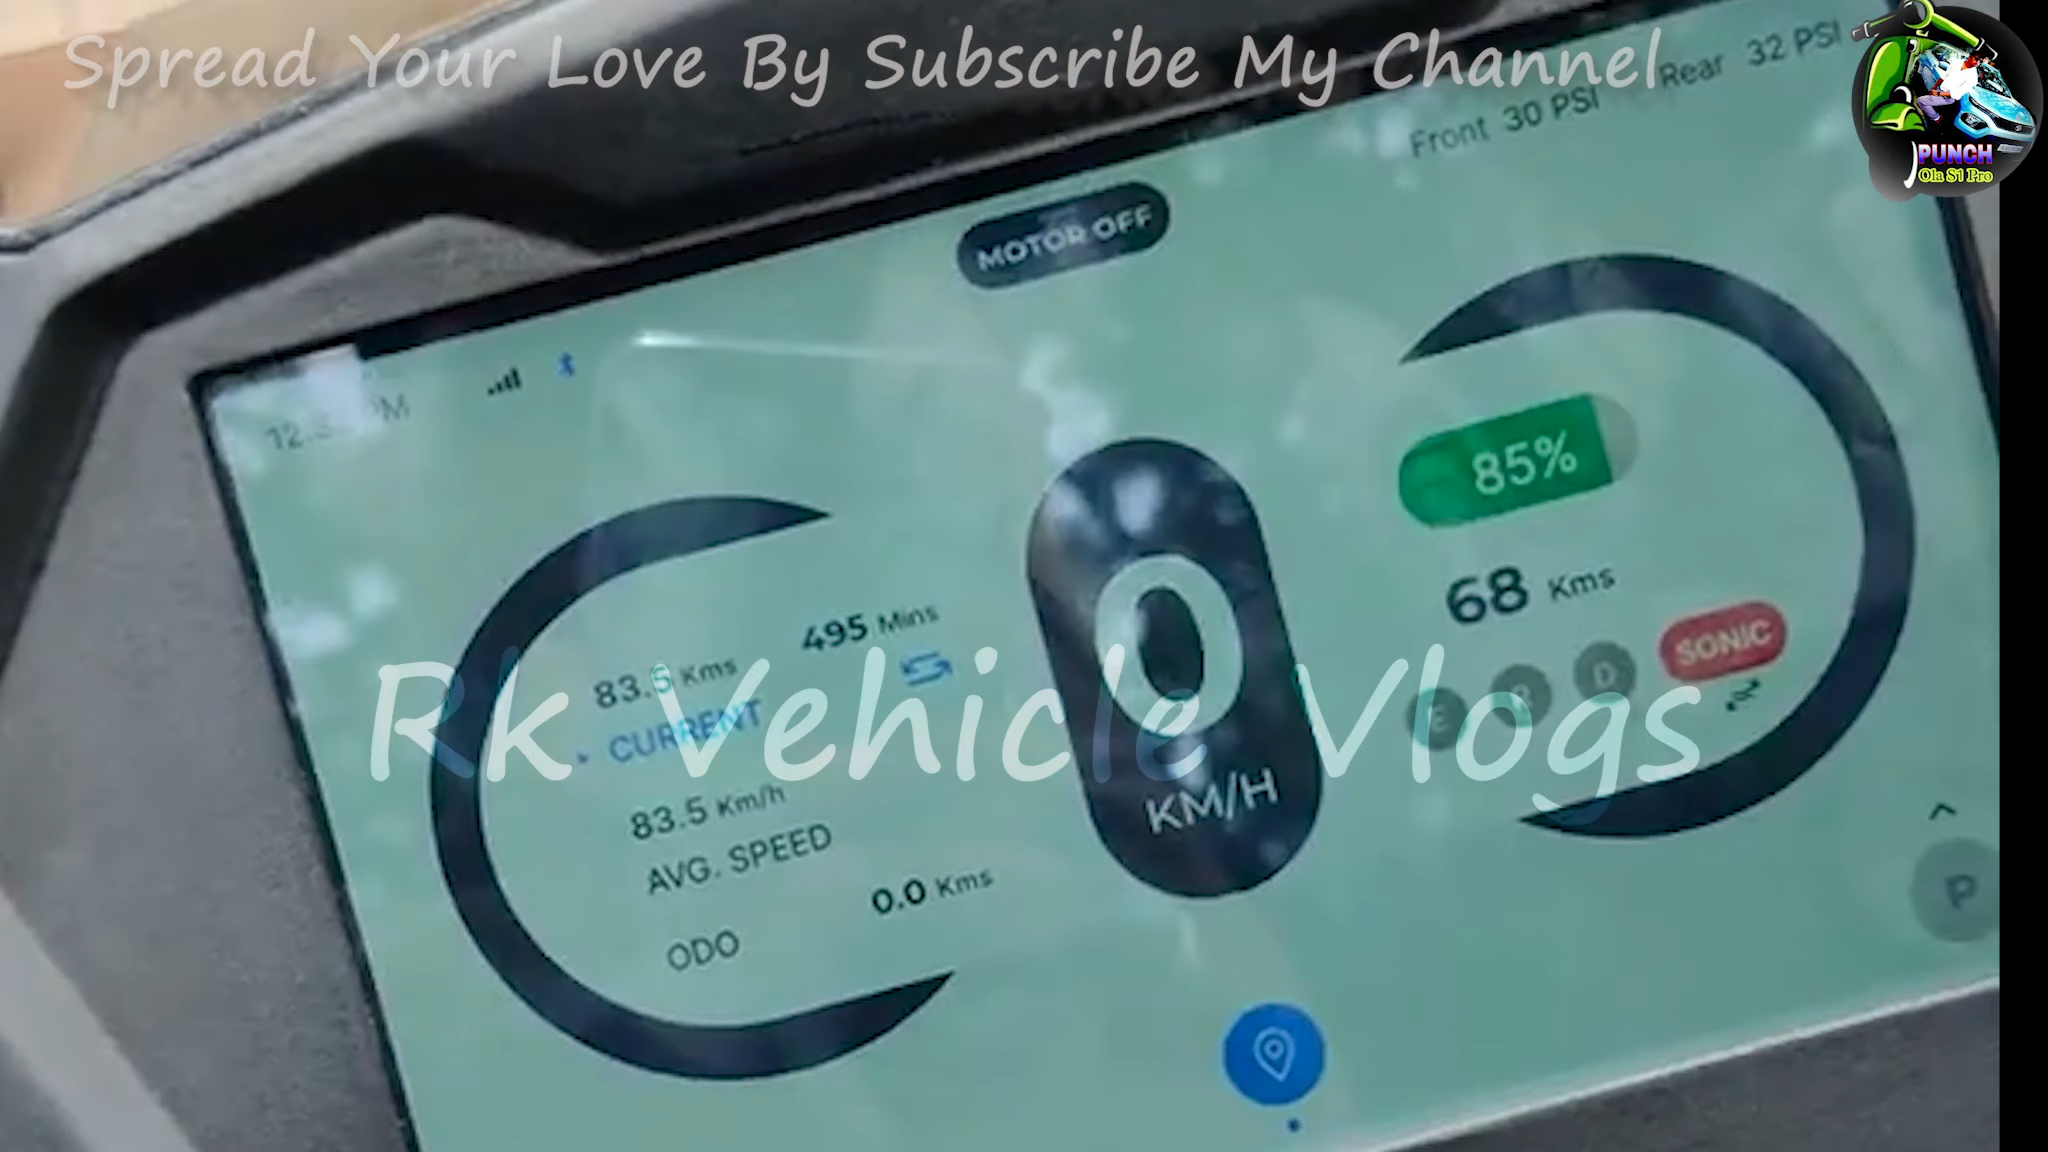 Spread Your Love By Subscribe My Channel
Front 30 PSI Rear 32 PSI
PUNCH
Ola S1 Pro
MOTOR OFF
85%
68 Kms
SONIC
E
D
P
495 Mins
83.5 Kms
CURRENT
83.5 Km/h
AVG. SPEED
0.0 Kms
ODO
0
KM/H
Rk Vehicle Vlogs